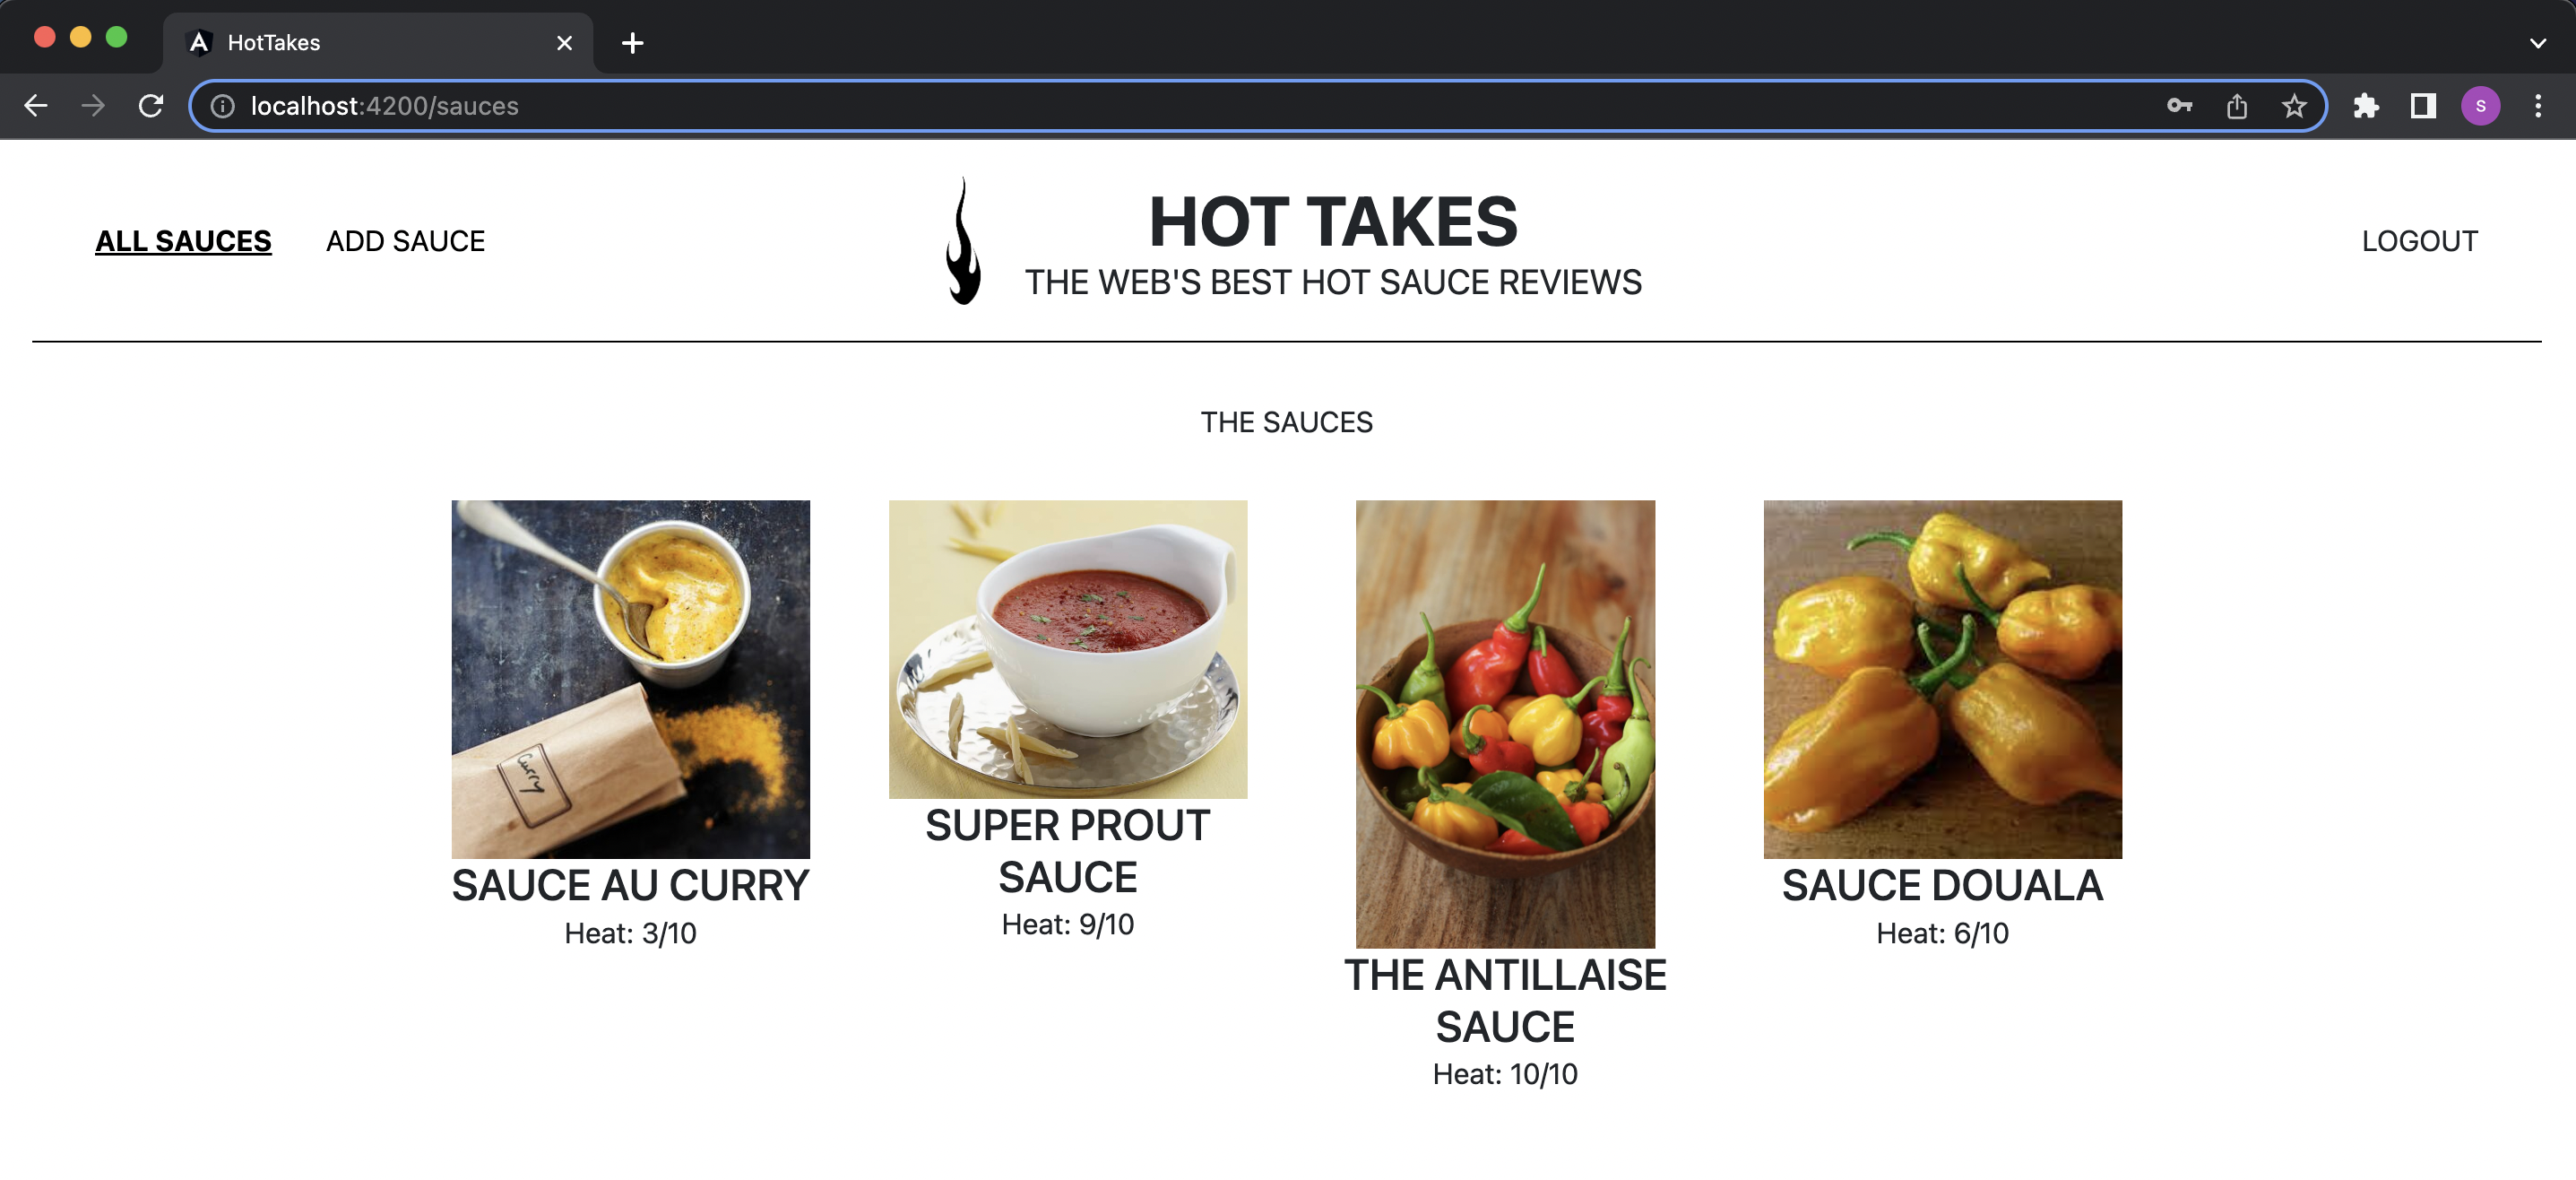 HotTakes
localhost:4200/sauces
S
ALL SAUCES
ADD SAUCE
HOT TAKES
THE WEB'S BEST HOT SAUCE REVIEWS
LOGOUT
THE SAUCES
Curry
SAUCE AU CURRY
Heat: 3/10
SUPER PROUT
SAUCE
Heat: 9/10
THE ANTILLAISE
SAUCE
Heat: 10/10
SAUCE DOUALA
Heat: 6/10